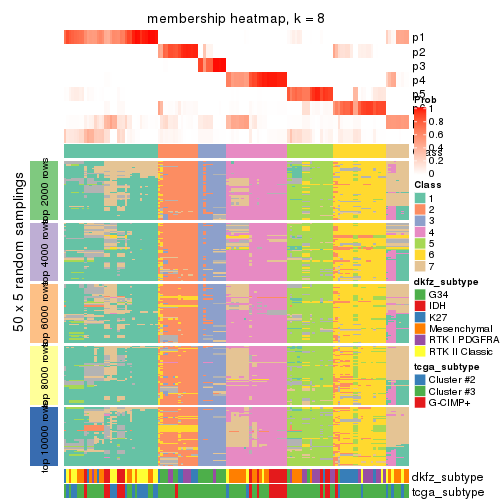 membership heatmap, k = 8
p1
p2
p3
p4
p5
Prob
1
0.8
0.6
0.4
0.2
0
Class
1
2
3
4
5
6
7
dkfz_subtype
G34
IDH
K27
Mesenchymal
RTK I PDGFRA
RTK II Classic
tcga_subtype
Cluster #2
Cluster #3
G-CIMP+
50 x 5 random samplings
top 2000 rows
top 4000 rows
top 6000 rows
top 8000 rows
top 10000 rows
dkfz_subtype
tcga_subtype